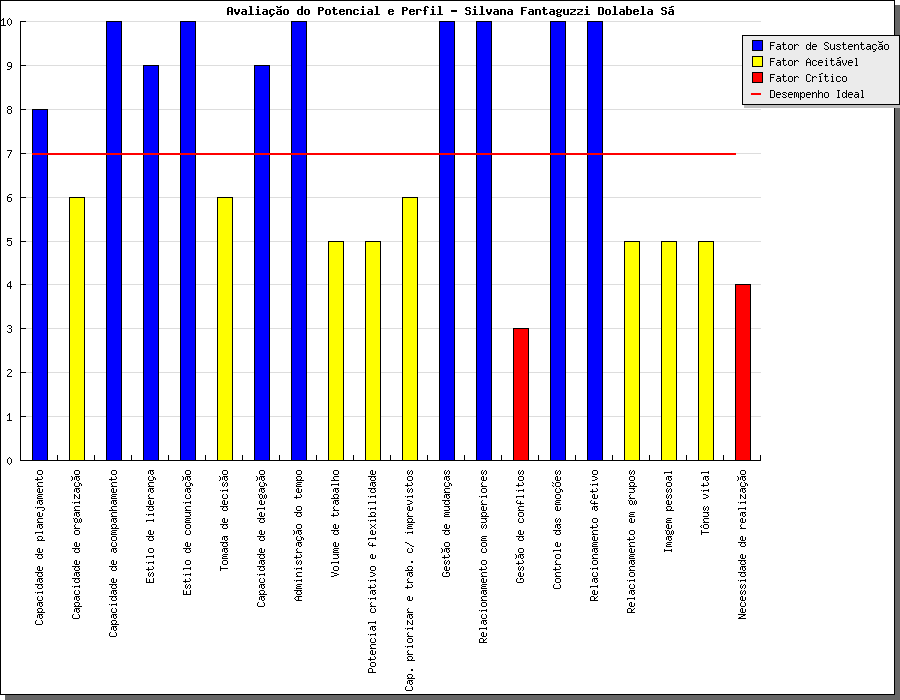 Avaliação do Potencial e Perfil - Silvana Fantaguzzi Dolabela Sá
Fator de Sustentação
Fator Aceitável
Fator Crítico
Desempenho Ideal
10
9
8
7
6
5
4
3
2
1
0
Capacidade de planejamento
Capacidade de organização
Capacidade de acompanhamento
Estilo de liderança
Estilo de comunicação
Tomada de decisão
Capacidade de delegação
Administração do tempo
Volume de trabalho
Potencial criativo e flexibilidade
Cap. priorizar e trab. c/ imprevistos
Gestão de mudanças
Relacionamento com superiores
Gestão de conflitos
Controle das emoções
Relacionamento afetivo
Relacionamento em grupos
Imagem pessoal
Tônus vital
Necessidade de realização